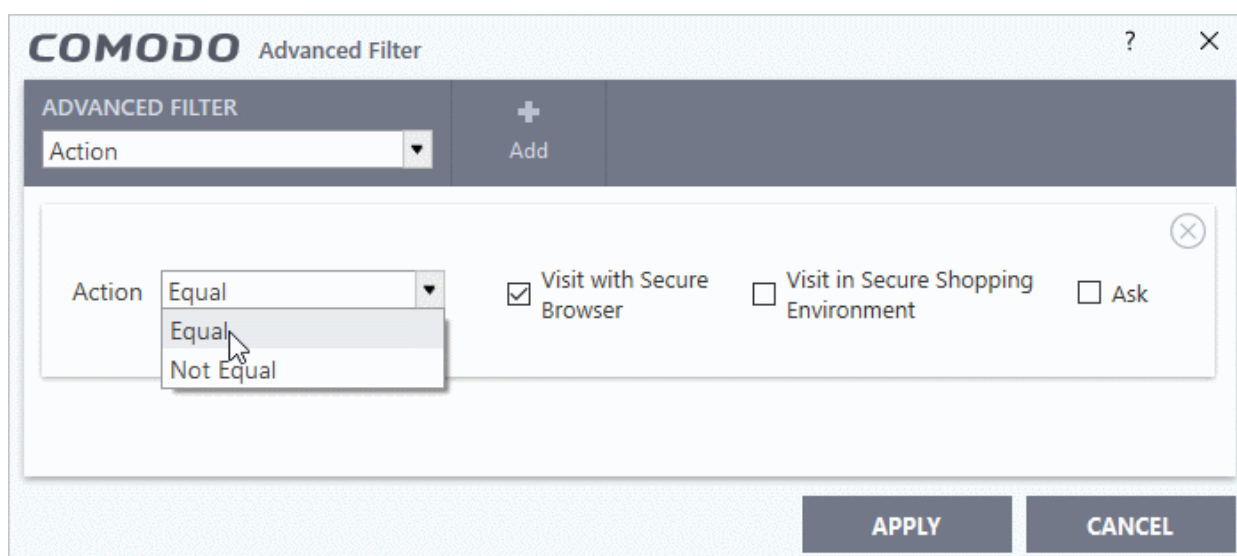 COMODO Advanced Filter ?
ADVANCED FILTER
Action
Add
Action Equal
Visit with Secure
Browser
Visit in Secure Shopping
Environment
Ask
Equal
Not Equal
APPLY CANCEL